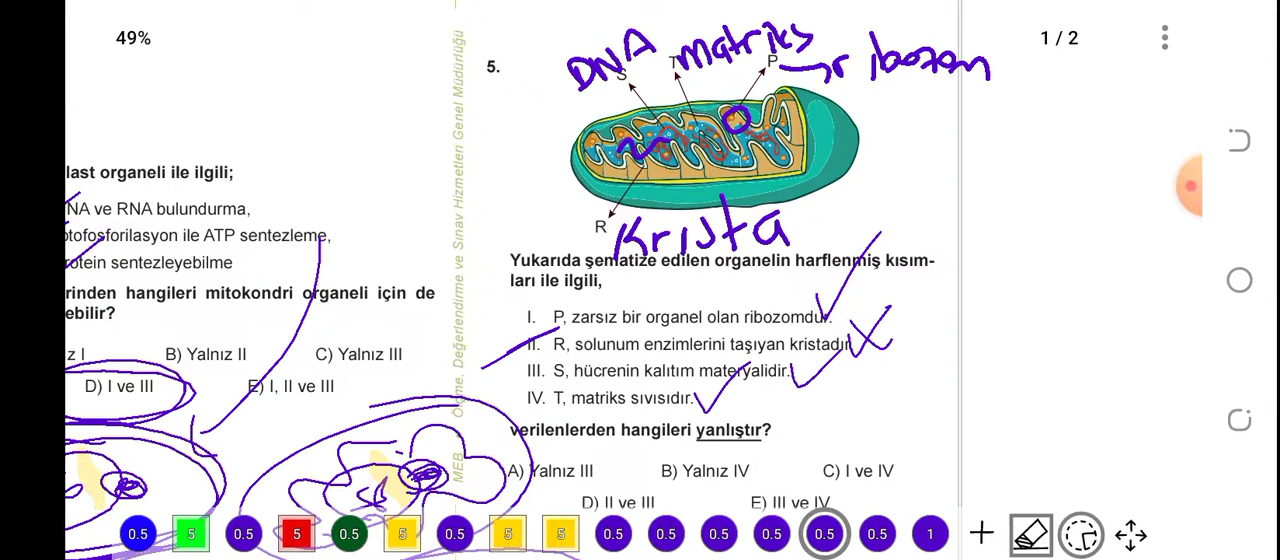 49%
1 / 2
last organeli ile ilgili;
NA ve RNA bulundurma,
otofosforilasyon ile ATP sentezleme,
rotein sentezleyebilme
rinden hangileri mitokondri organeli için de
ebilir?
z I B) Yalnız II C) Yalnız III
D) I ve III E) I, II ve III
MEB Ölçme, Değerlendirme ve Sınav Hizmetleri Genel Müdürlüğü
5.
DNA matriks
S T P → ribozom
R Krista
Yukarıda şematize edilen organelin harflenmiş kısım-
ları ile ilgili,
I. P, zarsız bir organel olan ribozomdur.
II. R, solunum enzimlerini taşıyan kristadır.
III. S, hücrenin kalıtım materyalidir.
IV. T, matriks sıvısıdır.
verilenlerden hangileri yanlıştır?
A) Yalnız III B) Yalnız IV C) I ve IV
D) II ve III E) III ve IV
0.5 5 0.5 5 0.5 5 0.5 5 5 0.5 0.5 0.5 0.5 0.5 0.5 1